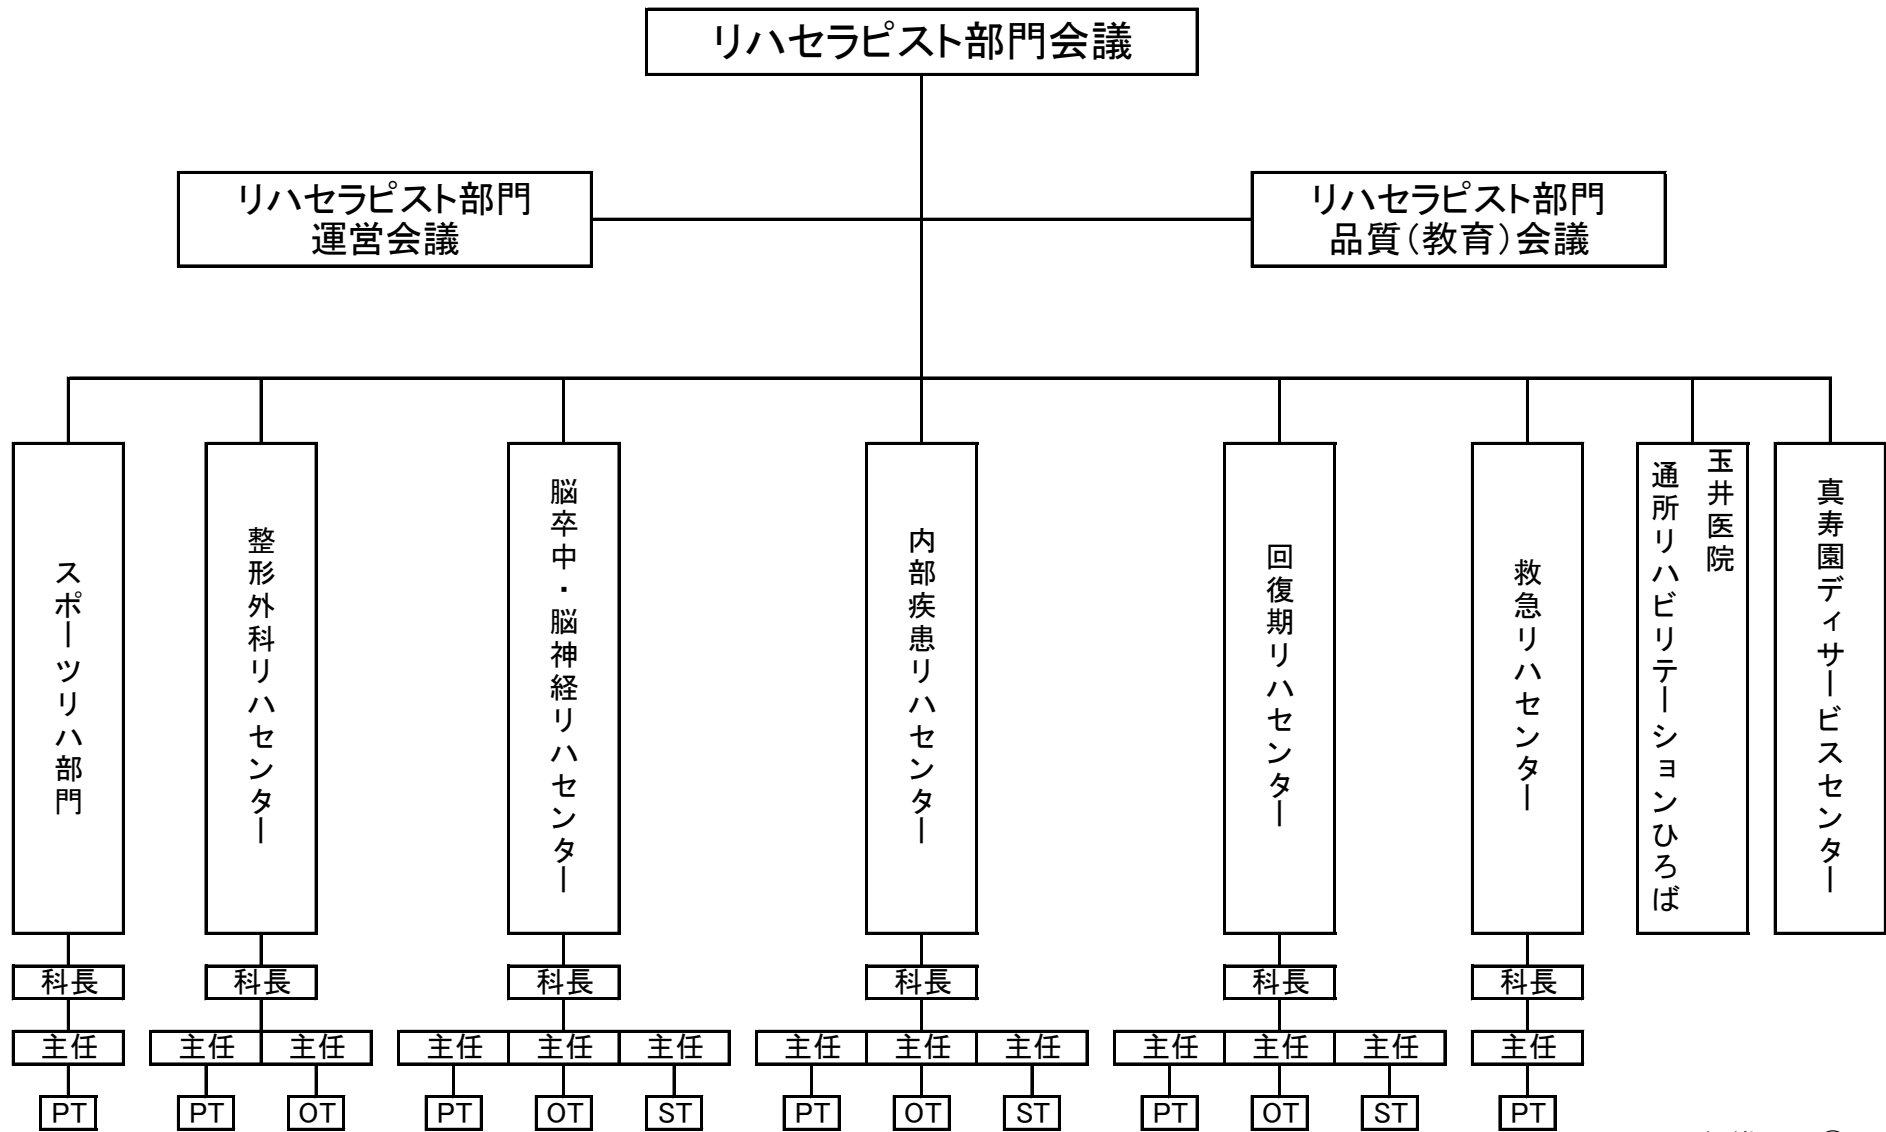 リハセラピスト部門会議
リハセラピスト部門
運営会議
リハセラピスト部門
品質(教育)会議
スポーツリハ部門
整形外科リハセンター
脳卒中・脳神経リハセンター
内部疾患リハセンター
回復期リハセンター
救急リハセンター
玉井医院
通所リハビリテーションひろば
真寿園ディサービスセンター
科長
科長
科長
科長
科長
科長
主任
主任
主任
主任
主任
主任
主任
主任
主任
主任
主任
主任
主任
PT
PT
OT
PT
OT
ST
PT
OT
ST
PT
OT
ST
PT